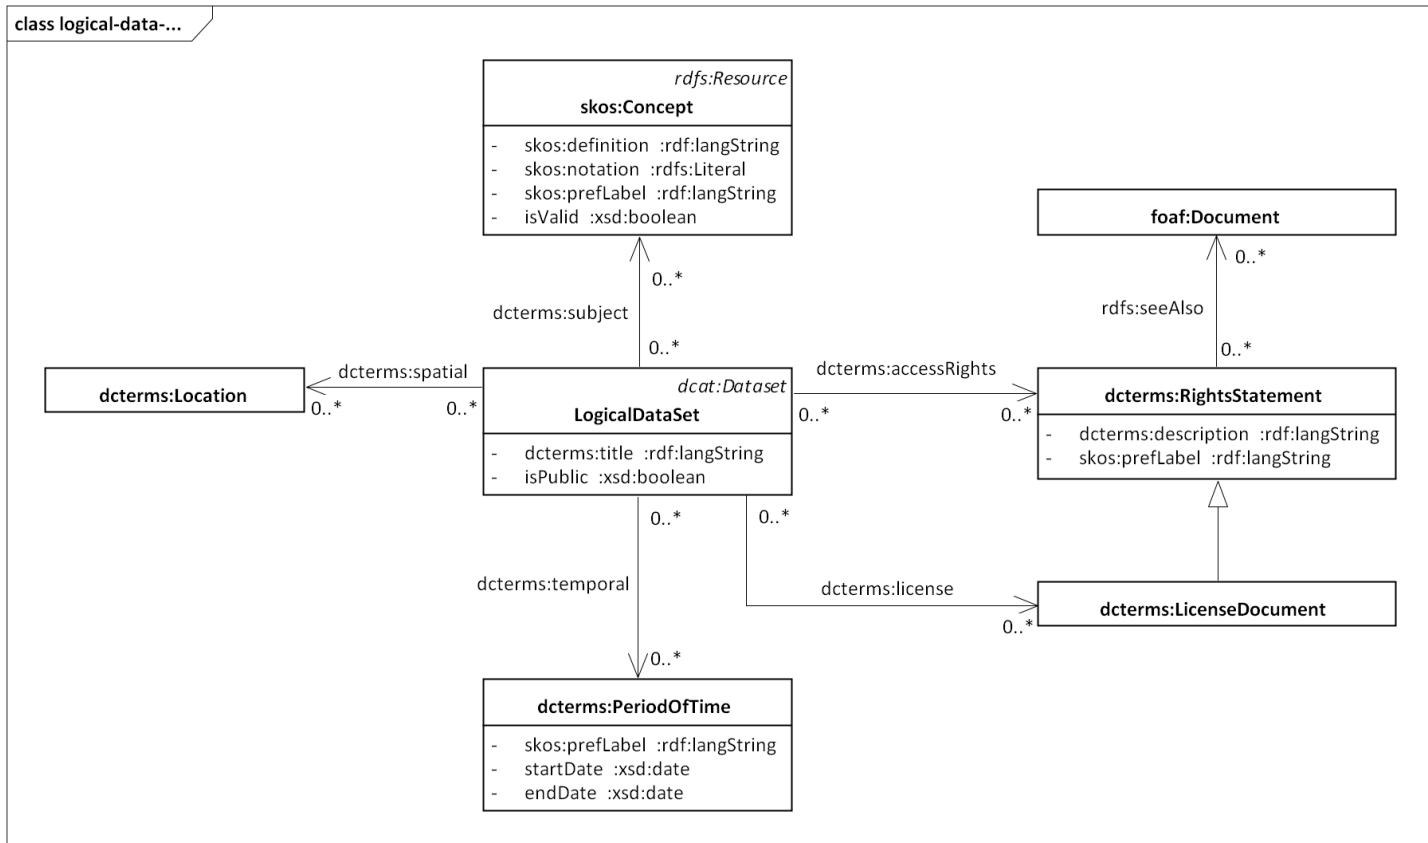 class logical-data-...
rdfs:Resource
skos:Concept
- skos:definition :rdf:langString
- skos:notation :rdfs:Literal
- skos:prefLabel :rdf:langString
- isValid :xsd:boolean
foaf:Document
0..*
0..*
dcterms:subject
rdfs:seeAlso
0..*
0..*
dcterms:spatial
0..*
0..*
dcterms:Location
dcat:Dataset
LogicalDataSet
- dcterms:title :rdf:langString
- isPublic :xsd:boolean
dcterms:accessRights
0..*
0..*
dcterms:RightsStatement
- dcterms:description :rdf:langString
- skos:prefLabel :rdf:langString
0..*
0..*
dcterms:temporal
dcterms:license
0..*
dcterms:LicenseDocument
0..*
dcterms:PeriodOfTime
- skos:prefLabel :rdf:langString
- startDate :xsd:date
- endDate :xsd:date